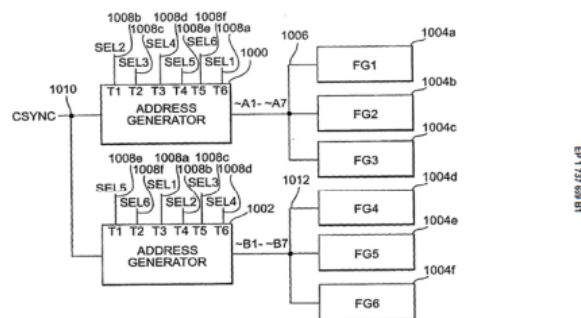 1008b 1008d 1008f
1008c 1008e 1008a
SEL2 SEL4 SEL6
SEL3 SEL5 SEL1
1000
1006
1004a
FG1
1010
T1 T2 T3 T4 T5 T6
CSYNC
ADDRESS
GENERATOR
~A1- ~A7
1004b
FG2
1004c
FG3
1008e 1008a 1008c
1008f 1008b 1008d
SEL5 SEL1 SEL3
SEL6 SEL2 SEL4
1002
1012
1004d
FG4
T1 T2 T3 T4 T5 T6
ADDRESS
GENERATOR
~B1- ~B7
1004e
FG5
1004f
FG6